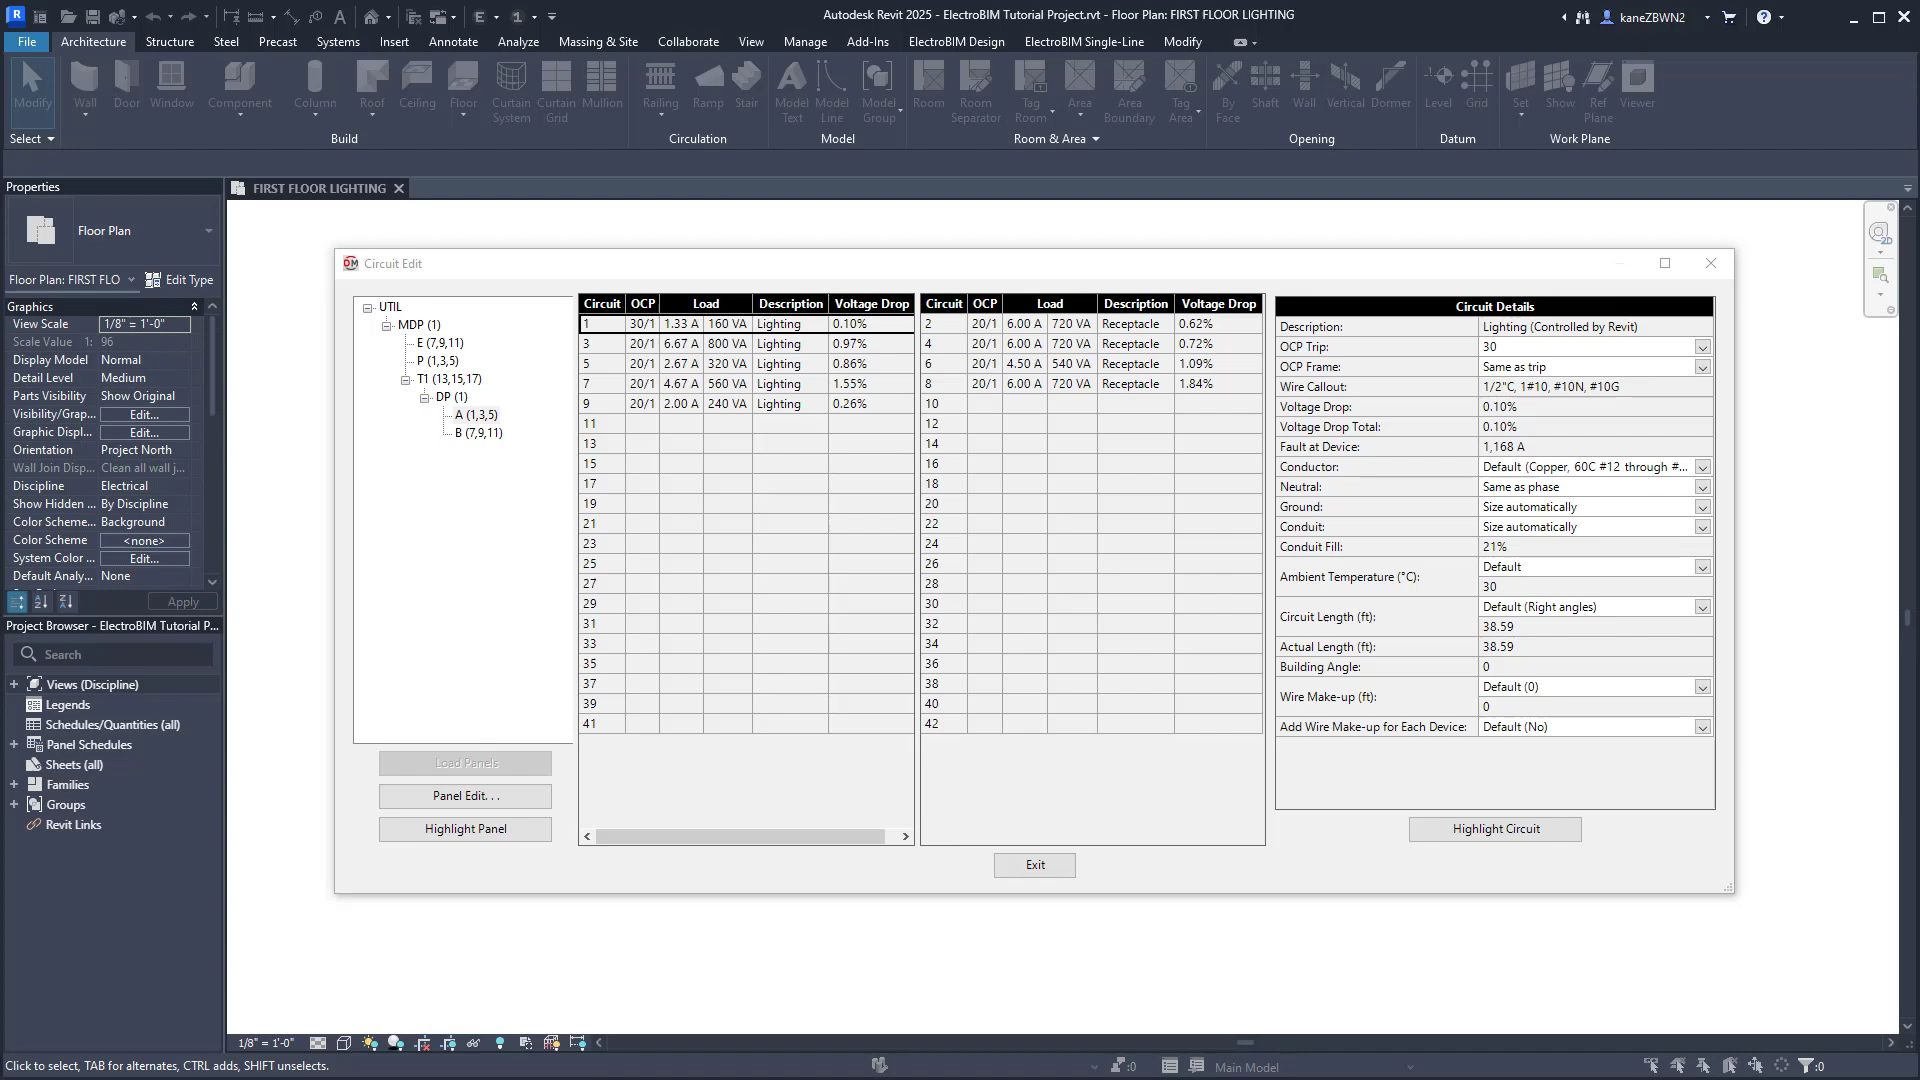 Autodesk Revit 2025 - ElectroBIM Tutorial Project.rvt - Floor Plan: FIRST FLOOR LIGHTING
kaneZBWN2
File Architecture Structure Steel Precast Systems Insert Annotate Analyze Massing & Site Collaborate View Manage Add-Ins ElectroBIM Design ElectroBIM Single-Line Modify
Modify Wall Door Window Component Column Roof Ceiling Floor Curtain System Curtain Grid Mullion Railing Ramp Stair Model Text Model Line Model Group Room Room Separator Tag Room Area Area Boundary Tag Area By Face Shaft Wall Vertical Dormer Level Grid Set Show Ref Plane Viewer
Select Build Circulation Model Room & Area Opening Datum Work Plane
Properties
FIRST FLOOR LIGHTING
Floor Plan
Floor Plan: FIRST FLO Edit Type
Graphics
View Scale 1/8" = 1'-0"
Scale Value 1: 96
Display Model Normal
Detail Level Medium
Parts Visibility Show Original
Visibility/Grap... Edit...
Graphic Displ... Edit...
Orientation Project North
Wall Join Disp... Clean all wall j...
Discipline Electrical
Show Hidden ... By Discipline
Color Scheme... Background
Color Scheme <none>
System Color ... Edit...
Default Analy... None
Apply
Project Browser - ElectroBIM Tutorial P...
Search
Views (Discipline)
Legends
Schedules/Quantities (all)
Panel Schedules
Sheets (all)
Families
Groups
Revit Links
Circuit Edit
UTIL
MDP (1)
E (7,9,11)
P (1,3,5)
T1 (13,15,17)
DP (1)
A (1,3,5)
B (7,9,11)
Load Panels
Panel Edit. . .
Highlight Panel
Circuit OCP Load Description Voltage Drop
1 30/1 1.33 A 160 VA Lighting 0.10%
3 20/1 6.67 A 800 VA Lighting 0.97%
5 20/1 2.67 A 320 VA Lighting 0.86%
7 20/1 4.67 A 560 VA Lighting 1.55%
9 20/1 2.00 A 240 VA Lighting 0.26%
11
13
15
17
19
21
23
25
27
29
31
33
35
37
39
41
Circuit OCP Load Description Voltage Drop
2 20/1 6.00 A 720 VA Receptacle 0.62%
4 20/1 6.00 A 720 VA Receptacle 0.72%
6 20/1 4.50 A 540 VA Receptacle 1.09%
8 20/1 6.00 A 720 VA Receptacle 1.84%
10
12
14
16
18
20
22
24
26
28
30
32
34
36
38
40
42
Circuit Details
Description: Lighting (Controlled by Revit)
OCP Trip: 30
OCP Frame: Same as trip
Wire Callout: 1/2"C, 1#10, #10N, #10G
Voltage Drop: 0.10%
Voltage Drop Total: 0.10%
Fault at Device: 1,168 A
Conductor: Default (Copper, 60C #12 through #...
Neutral: Same as phase
Ground: Size automatically
Conduit: Size automatically
Conduit Fill: 21%
Ambient Temperature (°C): Default
30
Circuit Length (ft): Default (Right angles)
38.59
Actual Length (ft): 38.59
Building Angle: 0
Wire Make-up (ft): Default (0)
0
Add Wire Make-up for Each Device: Default (No)
Highlight Circuit
Exit
1/8" = 1'-0"
Click to select, TAB for alternates, CTRL adds, SHIFT unselects.
:0
Main Model
:0